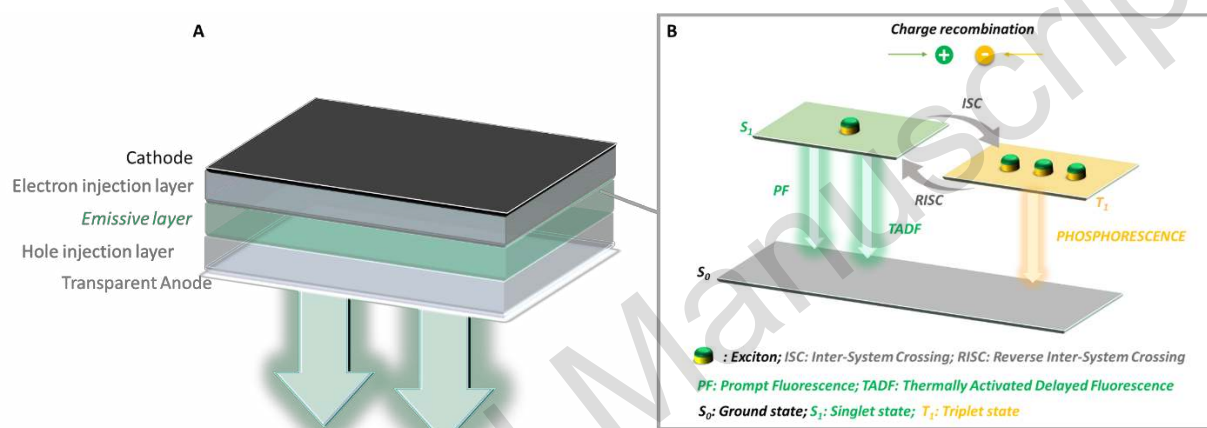 A
Cathode
Electron injection layer
Emissive layer
Hole injection layer
Transparent Anode
B
Charge recombination
+ -
ISC
S1
T1
RISC
PF
TADF
PHOSPHORESCENCE
S0
: Exciton; ISC: Inter-System Crossing; RISC: Reverse Inter-System Crossing
PF: Prompt Fluorescence; TADF: Thermally Activated Delayed Fluorescence
S0: Ground state; S1: Singlet state; T1: Triplet state
Manuscrip